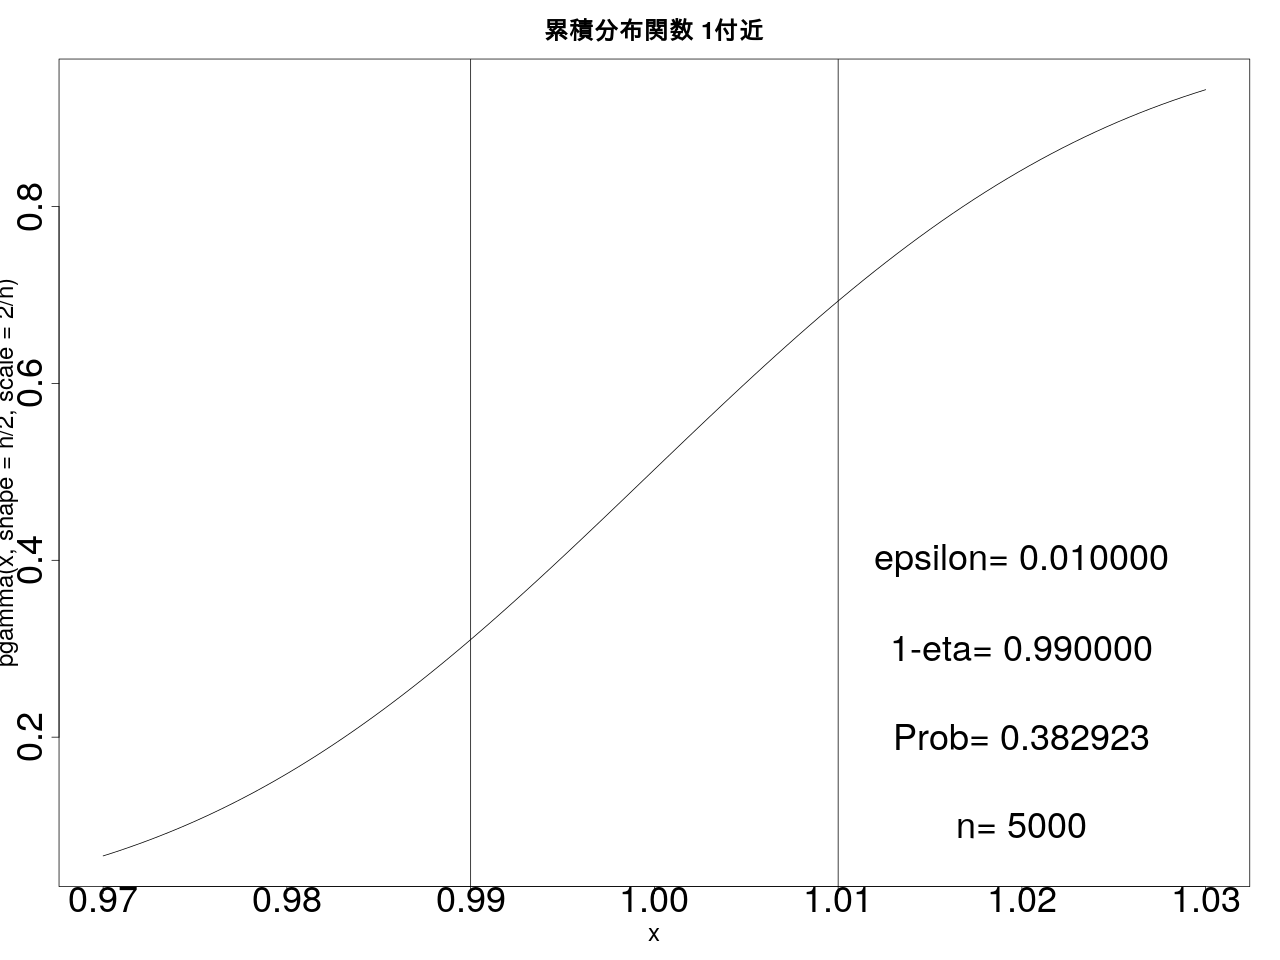 累積分布関数 1付近
pgamma(x, shape = n/2, scale = 2/n)
0.8
0.6
0.4
0.2
epsilon= 0.010000
1-eta= 0.990000
Prob= 0.382923
n= 5000
0.97 0.98 0.99 1.00 1.01 1.02 1.03
x